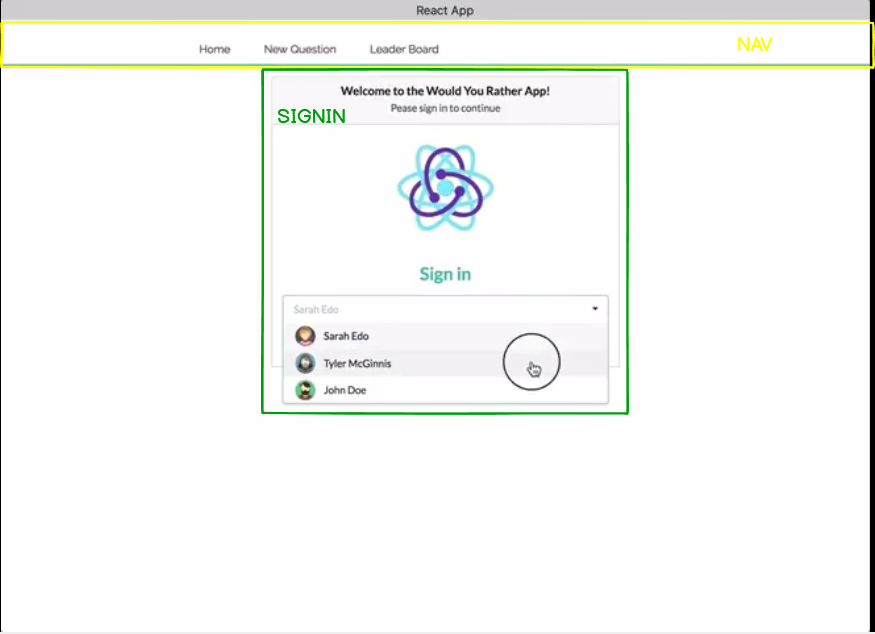 React App
Home New Question Leader Board NAV
Welcome to the Would You Rather App!
Pease sign in to continue
SIGNIN
Sign in
Sarah Edo
Sarah Edo
Tyler McGinnis
John Doe